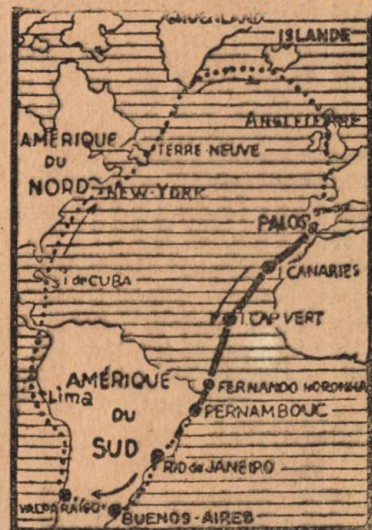 ISLANDE
ANGLETERRE
AMÉRIQUE
DU
NORD
TERRE-NEUVE
NEW-YORK
PALOS
I. CANARIES
I. de CUBA
I. CAP VERT
AMÉRIQUE
DU
SUD
Lima
FERNANDO NORONHA
PERNAMBOUC
RIO de JANEIRO
VALPARAISO
BUENOS-AIRES